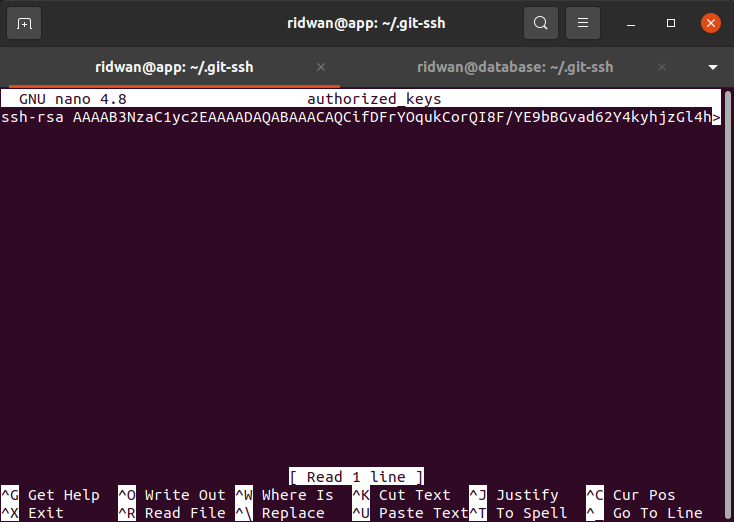 ridwan@app: ~/.git-ssh
ridwan@app: ~/.git-ssh × ridwan@database: ~/.git-ssh ×
GNU nano 4.8 authorized_keys
ssh-rsa AAAAB3NzaC1yc2EAAAADAQABAAACAQCifDFrYOqukCorQI8F/YE9bBGvad62Y4kyhjzGl4h>
[ Read 1 line ]
^G Get Help ^O Write Out ^W Where Is ^K Cut Text ^J Justify ^C Cur Pos
^X Exit ^R Read File ^\ Replace ^U Paste Text ^T To Spell ^_ Go To Line